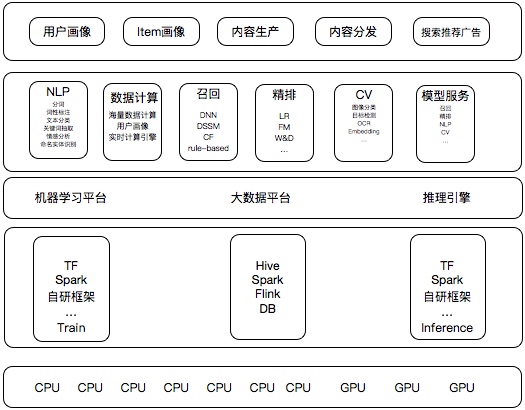 用户画像 Item画像 内容生产 内容分发 搜索推荐广告
NLP
分词
词性标注
文本分类
关键词抽取
情感分析
命名实体识别
数据计算
海量数据计算
用户画像
实时计算引擎
召回
DNN
DSSM
CF
rule-based
精排
LR
FM
W&D
...
CV
图像分类
目标检测
OCR
Embedding
...
模型服务
召回
精排
NLP
CV
...
机器学习平台 大数据平台 推理引擎
TF
Spark
自研框架
...
Train
Hive
Spark
Flink
DB
TF
Spark
自研框架
...
Inference
CPU CPU CPU CPU CPU CPU CPU GPU GPU GPU